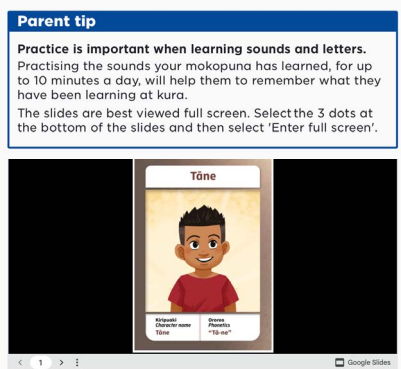 Parent tip
Practice is important when learning sounds and letters.
Practising the sounds your mokopuna has learned, for up
to 10 minutes a day, will help them to remember what they
have been learning at kura.
The slides are best viewed full screen. Select the 3 dots at
the bottom of the slides and then select 'Enter full screen'.
Tāne
Kiripuaki
Character name
Tāne
Ororoo
Phonetics
"Tā-ne"
1
Google Slides